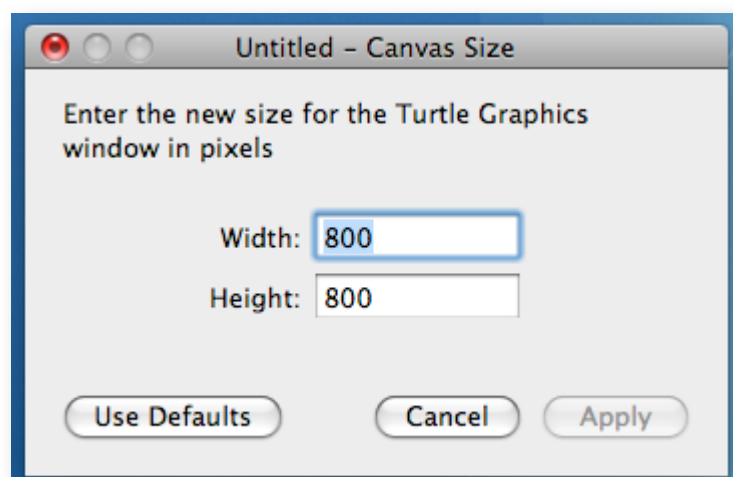 Untitled – Canvas Size
Enter the new size for the Turtle Graphics
window in pixels
Width: 800
Height: 800
Use Defaults Cancel Apply